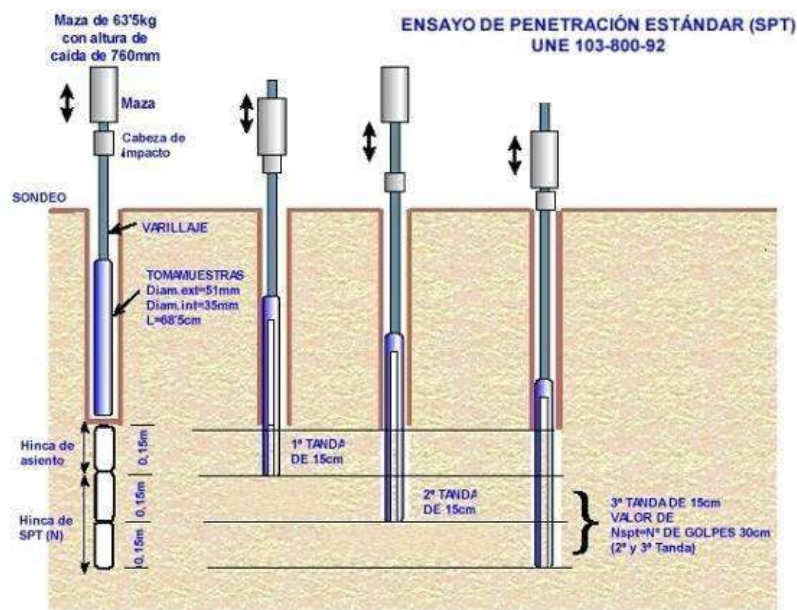 Maza de 63'5kg
con altura de
caida de 760mm
ENSAYO DE PENETRACIÓN ESTÁNDAR (SPT)
UNE 103-800-92
Maza
Cabeza de
impacto
SONDEO
VARILLAJE
TOMAMUESTRAS
Diam.ext=51mm
Diam.int=35mm
L=68'5cm
Hinca de
asiento
0,15m
1ª TANDA
DE 15cm
Hinca de
SPT (N)
0,15m
0,15m
2ª TANDA
DE 15cm
3ª TANDA DE 15cm
VALOR DE
Nspt=Nº DE GOLPES 30cm
(2ª y 3ª Tanda)